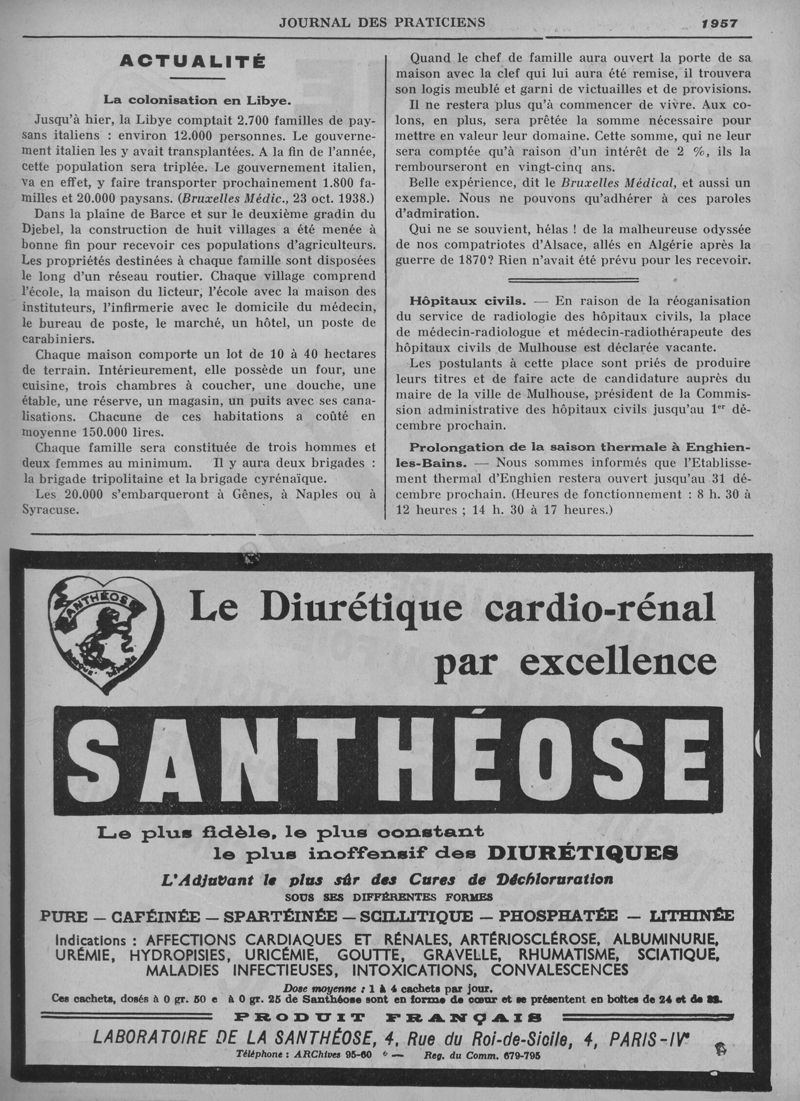 JOURNAL DES PRATICIENS 1957
ACTUALITÉ
La colonisation en Libye.
Jusqu'à hier, la Libye comptait 2.700 familles de pay-
sans italiens : environ 12.000 personnes. Le gouverne-
ment italien les y avait transplantées. A la fin de l'année,
cette population sera triplée. Le gouvernement italien,
va en effet, y faire transporter prochainement 1.800 fa-
milles et 20.000 paysans. (Bruxelles Médic., 23 oct. 1938.)
Dans la plaine de Barce et sur le deuxième gradin du
Djebel, la construction de huit villages a été menée à
bonne fin pour recevoir ces populations d'agriculteurs.
Les propriétés destinées à chaque famille sont disposées
le long d'un réseau routier. Chaque village comprend
l'école, la maison du licteur, l'école avec la maison des
instituteurs, l'infirmerie avec le domicile du médecin,
le bureau de poste, le marché, un hôtel, un poste de
carabiniers.
Chaque maison comporte un lot de 10 à 40 hectares
de terrain. Intérieurement, elle possède un four, une
cuisine, trois chambres à coucher, une douche, une
étable, une réserve, un magasin, un puits avec ses cana-
lisations. Chacune de ces habitations a coûté en
moyenne 150.000 lires.
Chaque famille sera constituée de trois hommes et
deux femmes au minimum. Il y aura deux brigades :
la brigade tripolitaine et la brigade cyrénaïque.
Les 20.000 s'embarqueront à Gênes, à Naples ou à
Syracuse.
Quand le chef de famille aura ouvert la porte de sa
maison avec la clef qui lui aura été remise, il trouvera
son logis meublé et garni de victuailles et de provisions.
Il ne restera plus qu'à commencer de vivre. Aux co-
lons, en plus, sera prêtée la somme nécessaire pour
mettre en valeur leur domaine. Cette somme, qui ne leur
sera comptée qu'à raison d'un intérêt de 2 %, ils la
rembourseront en vingt-cinq ans.
Belle expérience, dit le Bruxelles Médical, et aussi un
exemple. Nous ne pouvons qu'adhérer à ces paroles
d'admiration.
Qui ne se souvient, hélas ! de la malheureuse odyssée
de nos compatriotes d'Alsace, allés en Algérie après la
guerre de 1870? Rien n'avait été prévu pour les recevoir.
Hôpitaux civils. — En raison de la réoganisation
du service de radiologie des hôpitaux civils, la place
de médecin-radiologue et médecin-radiothérapeute des
hôpitaux civils de Mulhouse est déclarée vacante.
Les postulants à cette place sont priés de produire
leurs titres et de faire acte de candidature auprès du
maire de la ville de Mulhouse, président de la Commis-
sion administrative des hôpitaux civils jusqu'au 1er dé-
cembre prochain.
Prolongation de la saison thermale à Enghien-
les-Bains. — Nous sommes informés que l'Etablisse-
ment thermal d'Enghien restera ouvert jusqu'au 31 dé-
cembre prochain. (Heures de fonctionnement : 8 h. 30 à
12 heures ; 14 h. 30 à 17 heures.)
SANTHÉOSE
Le Diurétique cardio-rénal
par excellence
SANTHÉOSE
Le plus fidèle, le plus constant
le plus inoffensif des DIURÉTIQUES
L'Adjuvant le plus sûr des Cures de Déchloruration
SOUS SES DIFFÉRENTES FORMES
PURE — CAFÉINÉE — SPARTÉINÉE — SCILLITIQUE — PHOSPHATÉE — LITHINÉE
Indications : AFFECTIONS CARDIAQUES ET RÉNALES, ARTÉRIOSCLÉROSE, ALBUMINURIE,
URÉMIE, HYDROPISIES, URICÉMIE, GOUTTE, GRAVELLE, RHUMATISME, SCIATIQUE,
MALADIES INFECTIEUSES, INTOXICATIONS, CONVALESCENCES
Dose moyenne : 1 à 4 cachets par jour.
Ces cachets, dosés à 0 gr. 50 e à 0 gr. 25 de Santhéose sont en forme de cœur et se présentent en boîtes de 24 et de
PRODUIT FRANÇAIS
LABORATOIRE DE LA SANTHÉOSE, 4, Rue du Roi-de-Sicile, 4, PARIS-IVe
Téléphone : ARChives 95-60 — Reg. du Comm. 679-795